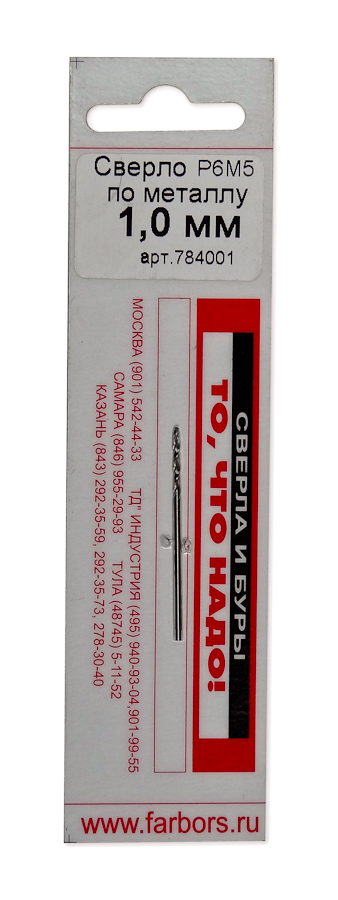 Сверло Р6М5
по металлу
1,0 мм
арт.784001
СВЕРЛА И БУРЫ
ТО, ЧТО НАДО!
МОСКВА (901) 542-44-33 ТД" ИНДУСТРИЯ (495) 940-93-04,901-99-55
САМАРА (846) 955-29-93 ТУЛА (48745) 5-11-52
КАЗАНЬ (843) 292-35-59, 292-35-73, 278-30-40
www.farbors.ru